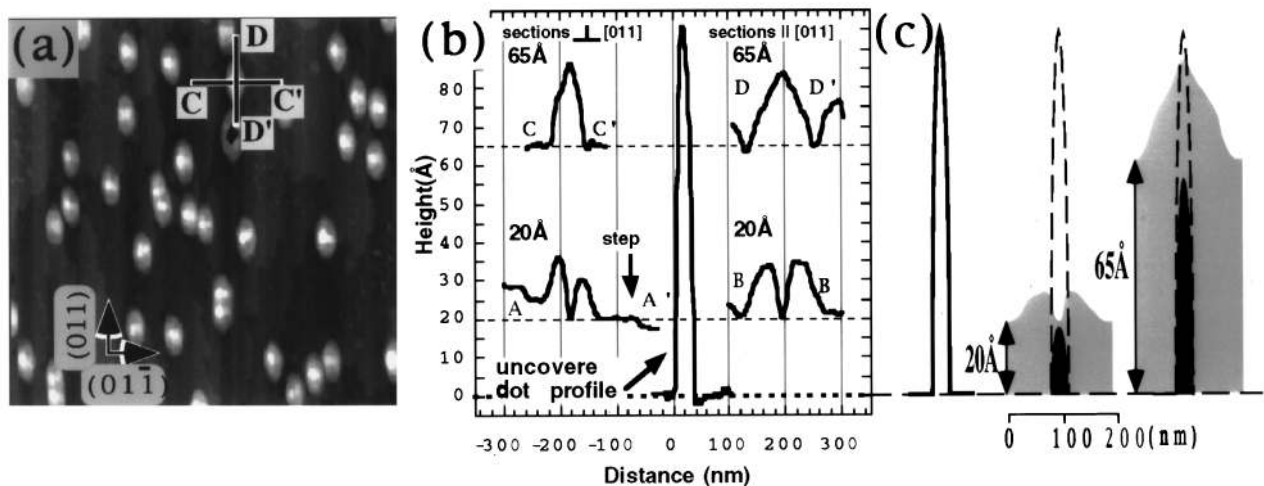 (a)
D
C
C'
D'
(011)
(01̄1̄)
(b)
sections ⊥ [011]
sections || [011]
65Å
65Å
D
D'
C
C'
20Å
step
20Å
A
A'
B
B
uncovere
dot profile
Height(Å)
80
70
60
50
40
30
20
10
0
-300 -200 -100 0 100 200 300
Distance (nm)
(c)
65Å
20Å
0 100 200(nm)